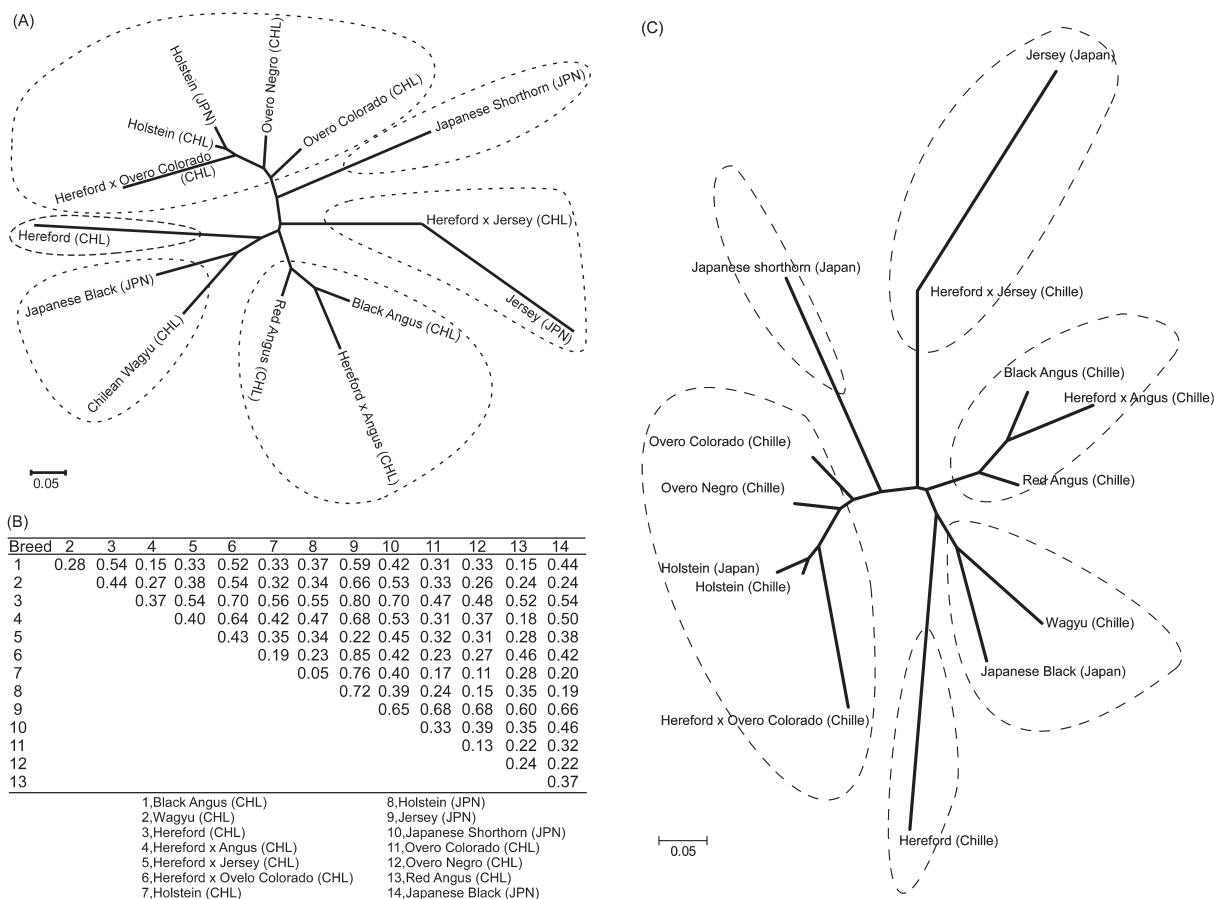 (A)
Holstein (JPN)
Overo Negro (CHL)
Overo Colorado (CHL)
Japanese Shorthorn (JPN)
Holstein (CHL)
Hereford x Overo Colorado
(CHL)
Hereford x Jersey (CHL)
Hereford (CHL)
Japanese Black (JPN)
Jersey (JPN)
Black Angus (CHL)
Red Angus (CHL)
Chilean Wagyu (CHL)
Hereford x Angus (CHL)
0.05
(B)
Breed 2 3 4 5 6 7 8 9 10 11 12 13 14
1 0.28 0.54 0.15 0.33 0.52 0.33 0.37 0.59 0.42 0.31 0.33 0.15 0.44
2 0.44 0.27 0.38 0.54 0.32 0.34 0.66 0.53 0.33 0.26 0.24 0.24
3 0.37 0.54 0.70 0.56 0.55 0.80 0.70 0.47 0.48 0.52 0.54
4 0.40 0.64 0.42 0.47 0.68 0.53 0.31 0.37 0.18 0.50
5 0.43 0.35 0.34 0.22 0.45 0.32 0.31 0.28 0.38
6 0.19 0.23 0.85 0.42 0.23 0.27 0.46 0.42
7 0.05 0.76 0.40 0.17 0.11 0.28 0.20
8 0.72 0.39 0.24 0.15 0.35 0.19
9 0.65 0.68 0.68 0.60 0.66
10 0.33 0.39 0.35 0.46
11 0.13 0.22 0.32
12 0.24 0.22
13 0.37
1,Black Angus (CHL)
2,Wagyu (CHL)
3,Hereford (CHL)
4,Hereford x Angus (CHL)
5,Hereford x Jersey (CHL)
6,Hereford x Ovelo Colorado (CHL)
7,Holstein (CHL)
8,Holstein (JPN)
9,Jersey (JPN)
10,Japanese Shorthorn (JPN)
11,Overo Colorado (CHL)
12,Overo Negro (CHL)
13,Red Angus (CHL)
14,Japanese Black (JPN)
(C)
Jersey (Japan)
Japanese shorthorn (Japan)
Hereford x Jersey (Chille)
Black Angus (Chille)
Hereford x Angus (Chille)
Overo Colorado (Chille)
Red Angus (Chille)
Overo Negro (Chille)
Holstein (Japan)
Holstein (Chille)
Wagyu (Chille)
Japanese Black (Japan)
Hereford x Overo Colorado (Chille)
Hereford (Chille)
0.05